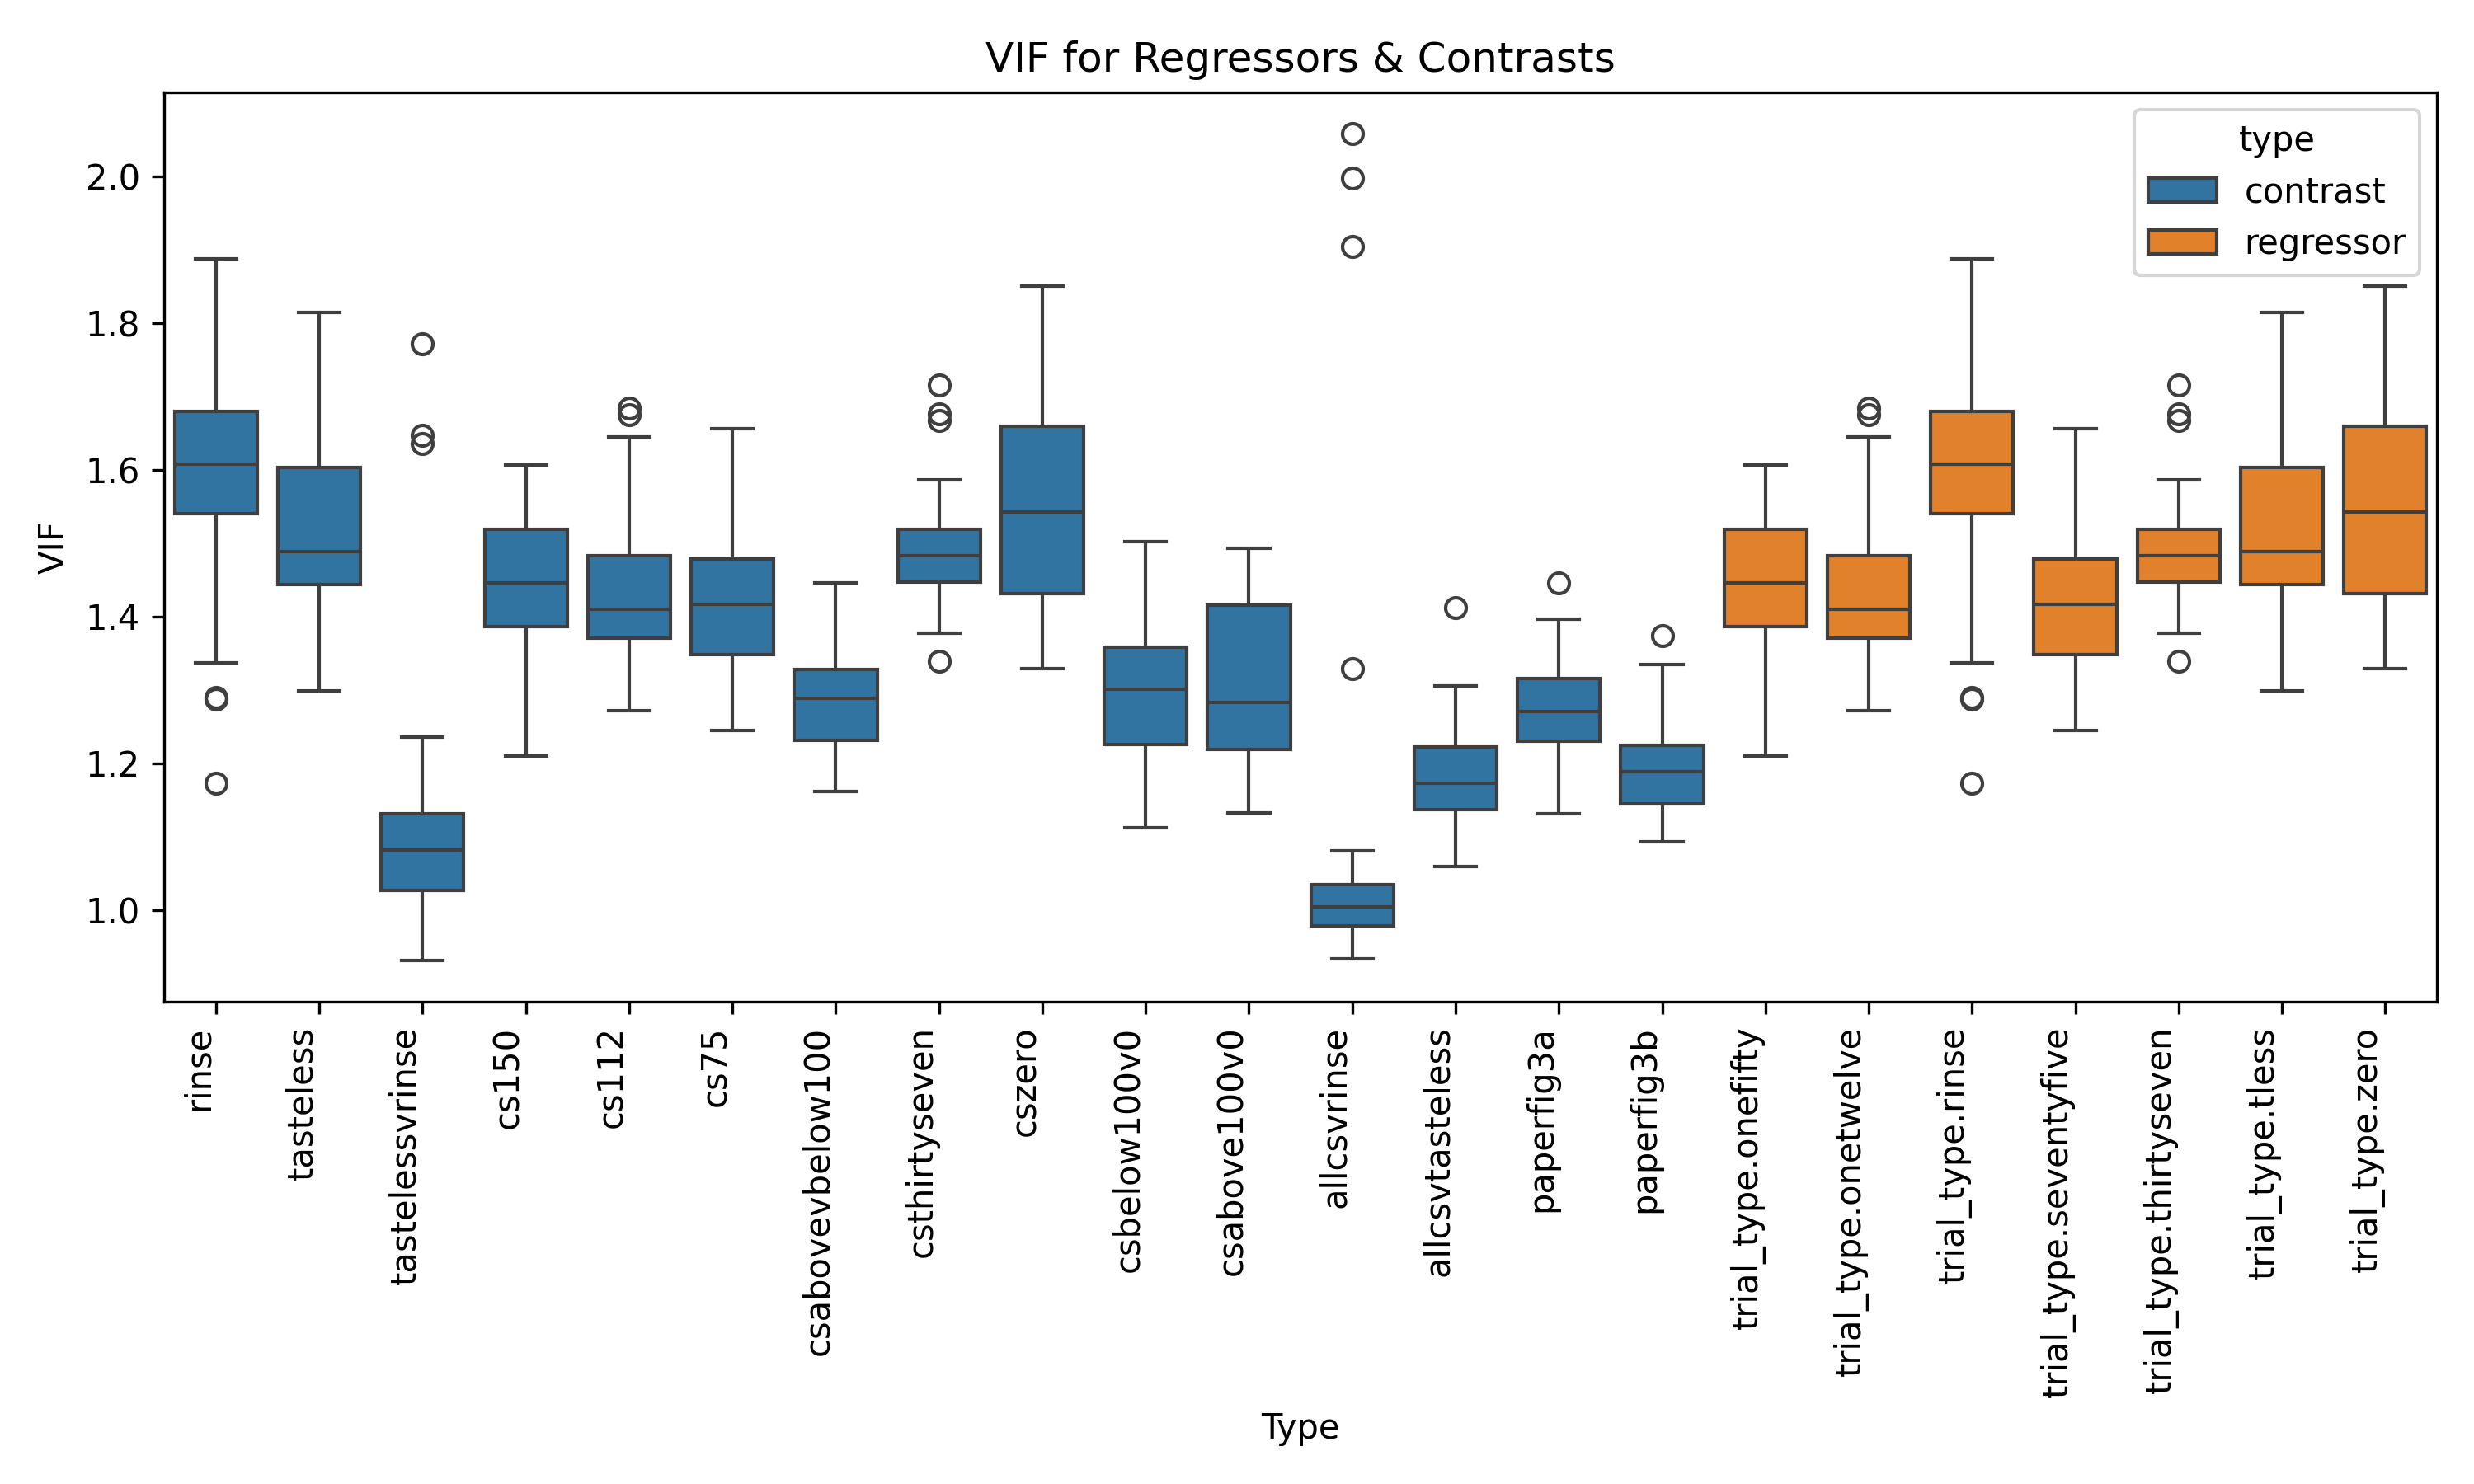 VIF for Regressors & Contrasts
type
contrast
regressor
VIF
2.0
1.8
1.6
1.4
1.2
1.0
rinse
tasteless
tastelessvrinse
cs150
cs112
cs75
csabovevbelow100
csthirtyseven
cszero
csbelow100v0
csabove100v0
allcsvrinse
allcsvtasteless
paperfig3a
paperfig3b
trial_type.onefifty
trial_type.onetwelve
trial_type.rinse
trial_type.seventyfive
trial_type.thirtyseven
trial_type.tless
trial_type.zero
Type